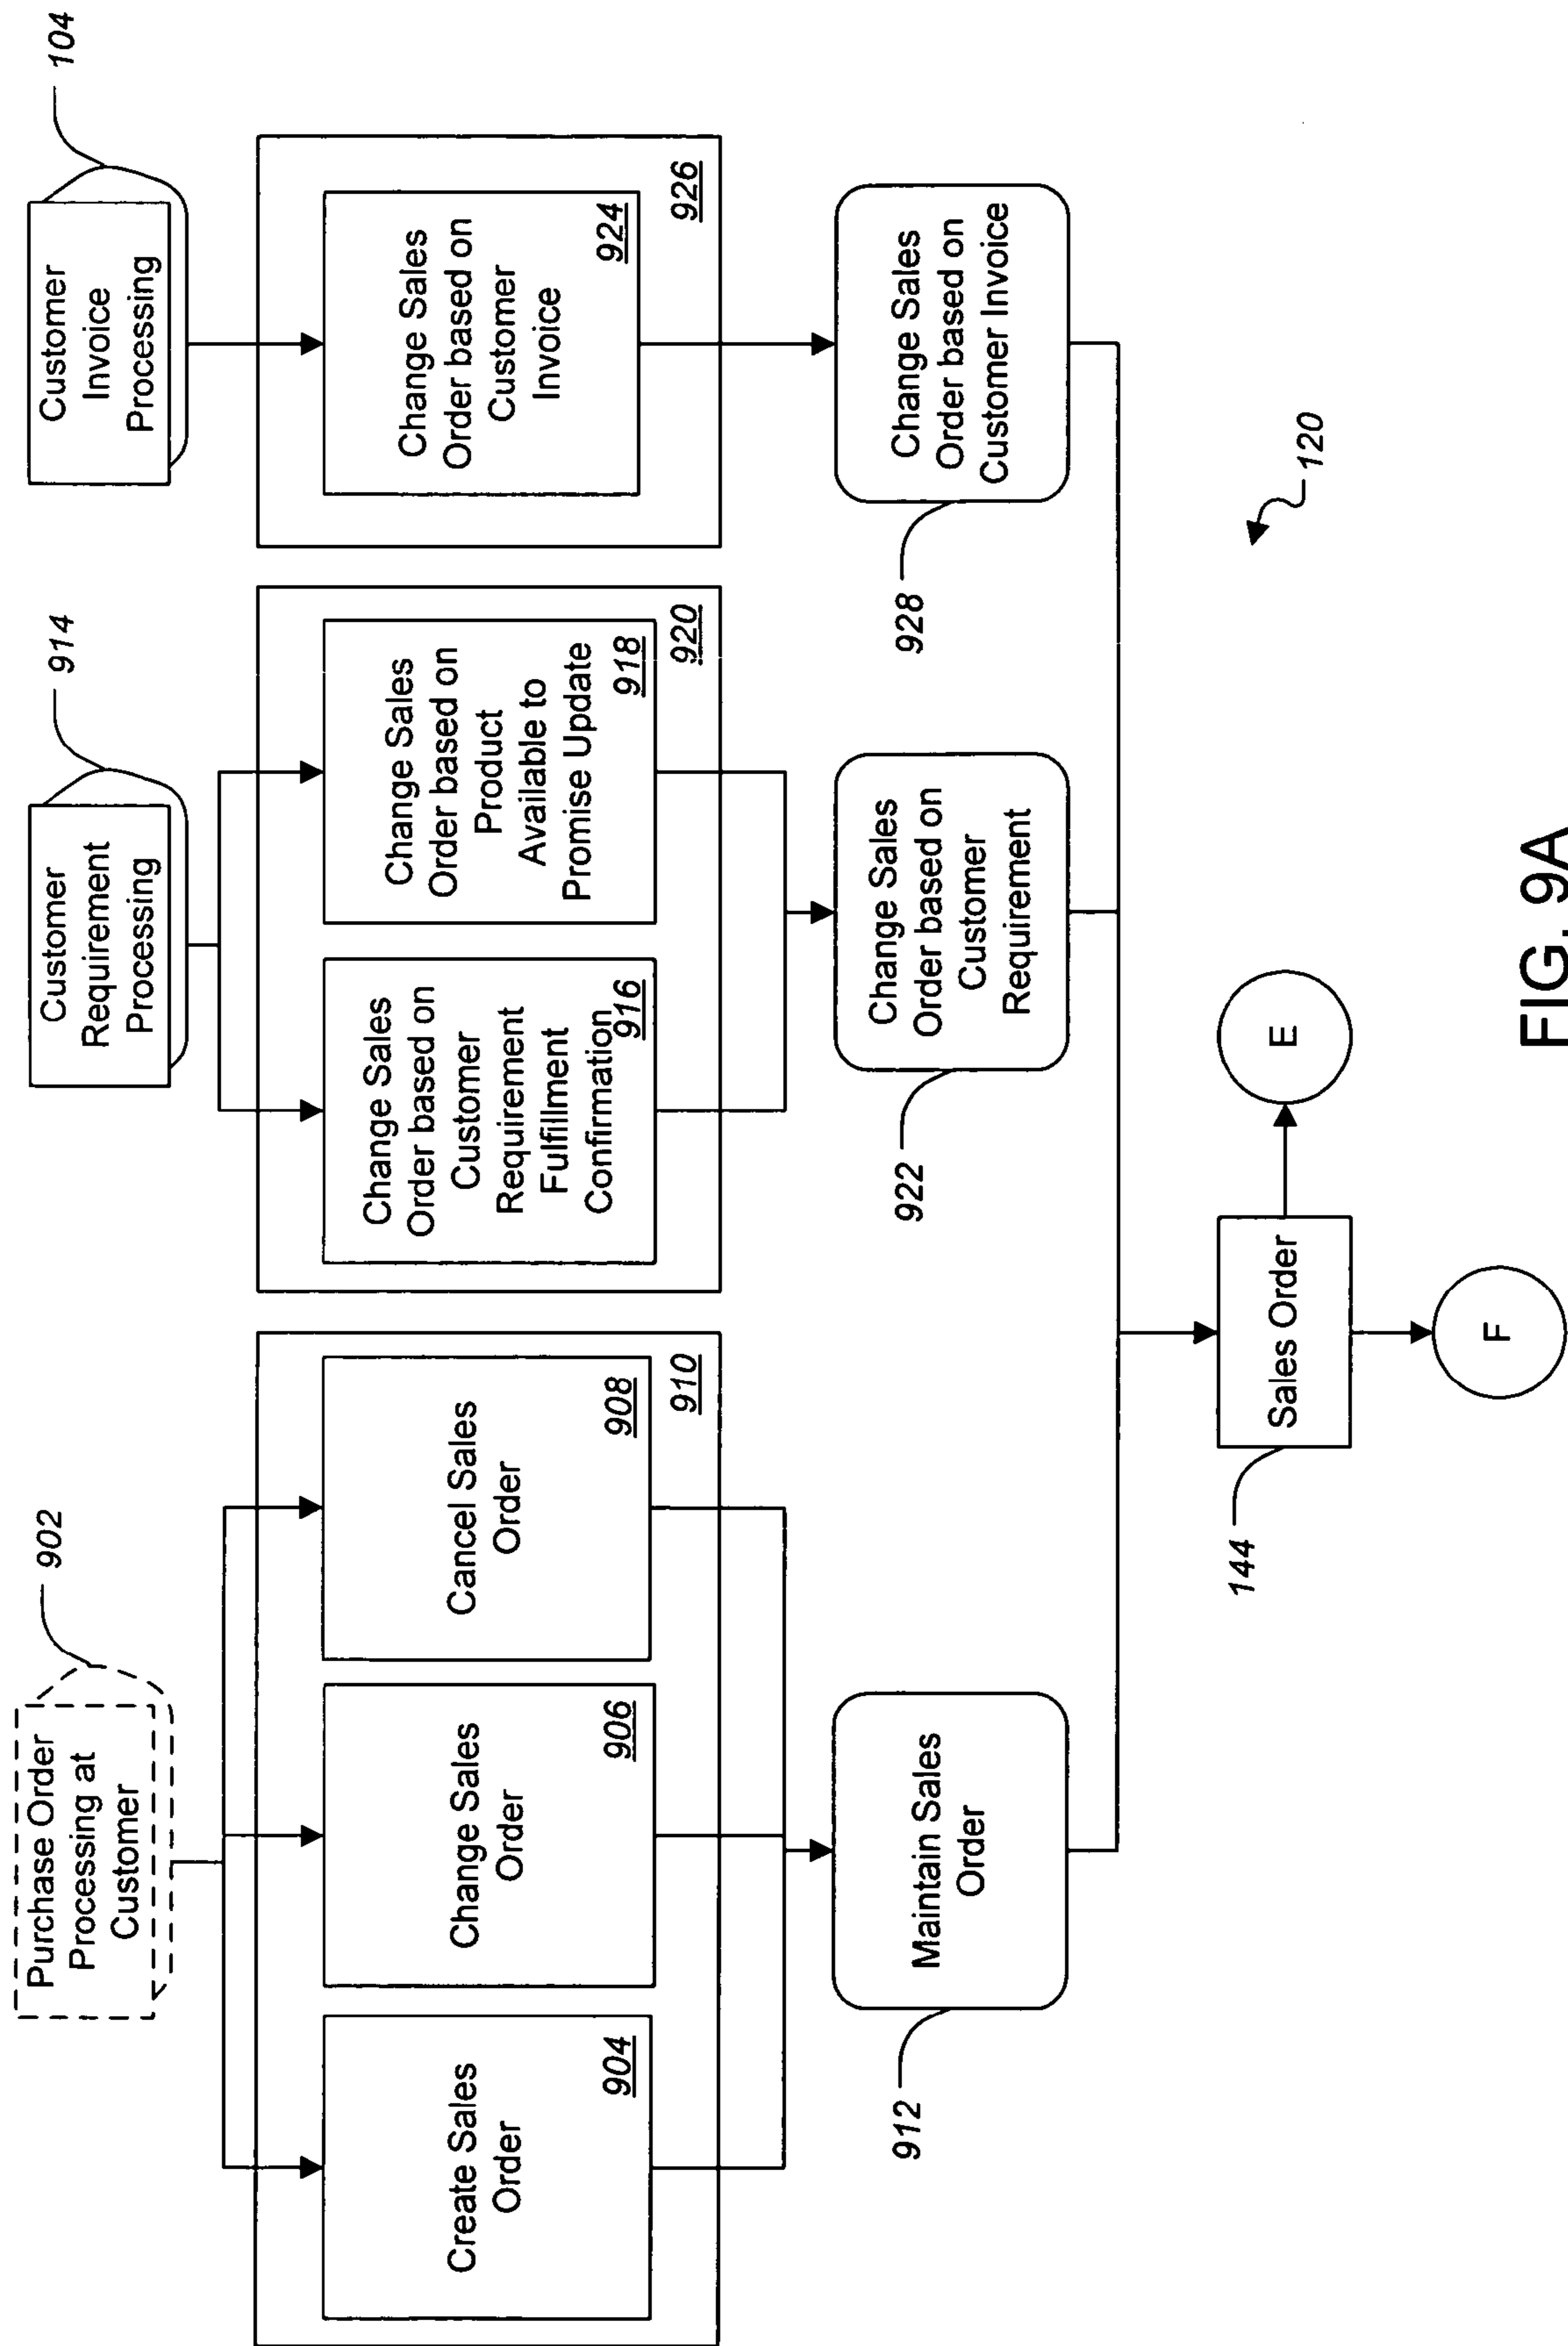 Purchase Order
Processing at
Customer
902
Create Sales
Order
904
Change Sales
Order
906
Cancel Sales
Order
908
910
Maintain Sales
Order
912
Customer
Requirement
Processing
914
Change Sales
Order based on
Customer
Requirement
Fulfillment
Confirmation
916
Change Sales
Order based on
Product
Available to
Promise Update
918
920
Change Sales
Order based on
Customer
Requirement
922
Customer
Invoice
Processing
104
Change Sales
Order based on
Customer
Invoice
924
926
Change Sales
Order based on
Customer Invoice
928
Sales Order
144
E
F
120
FIG. 9A